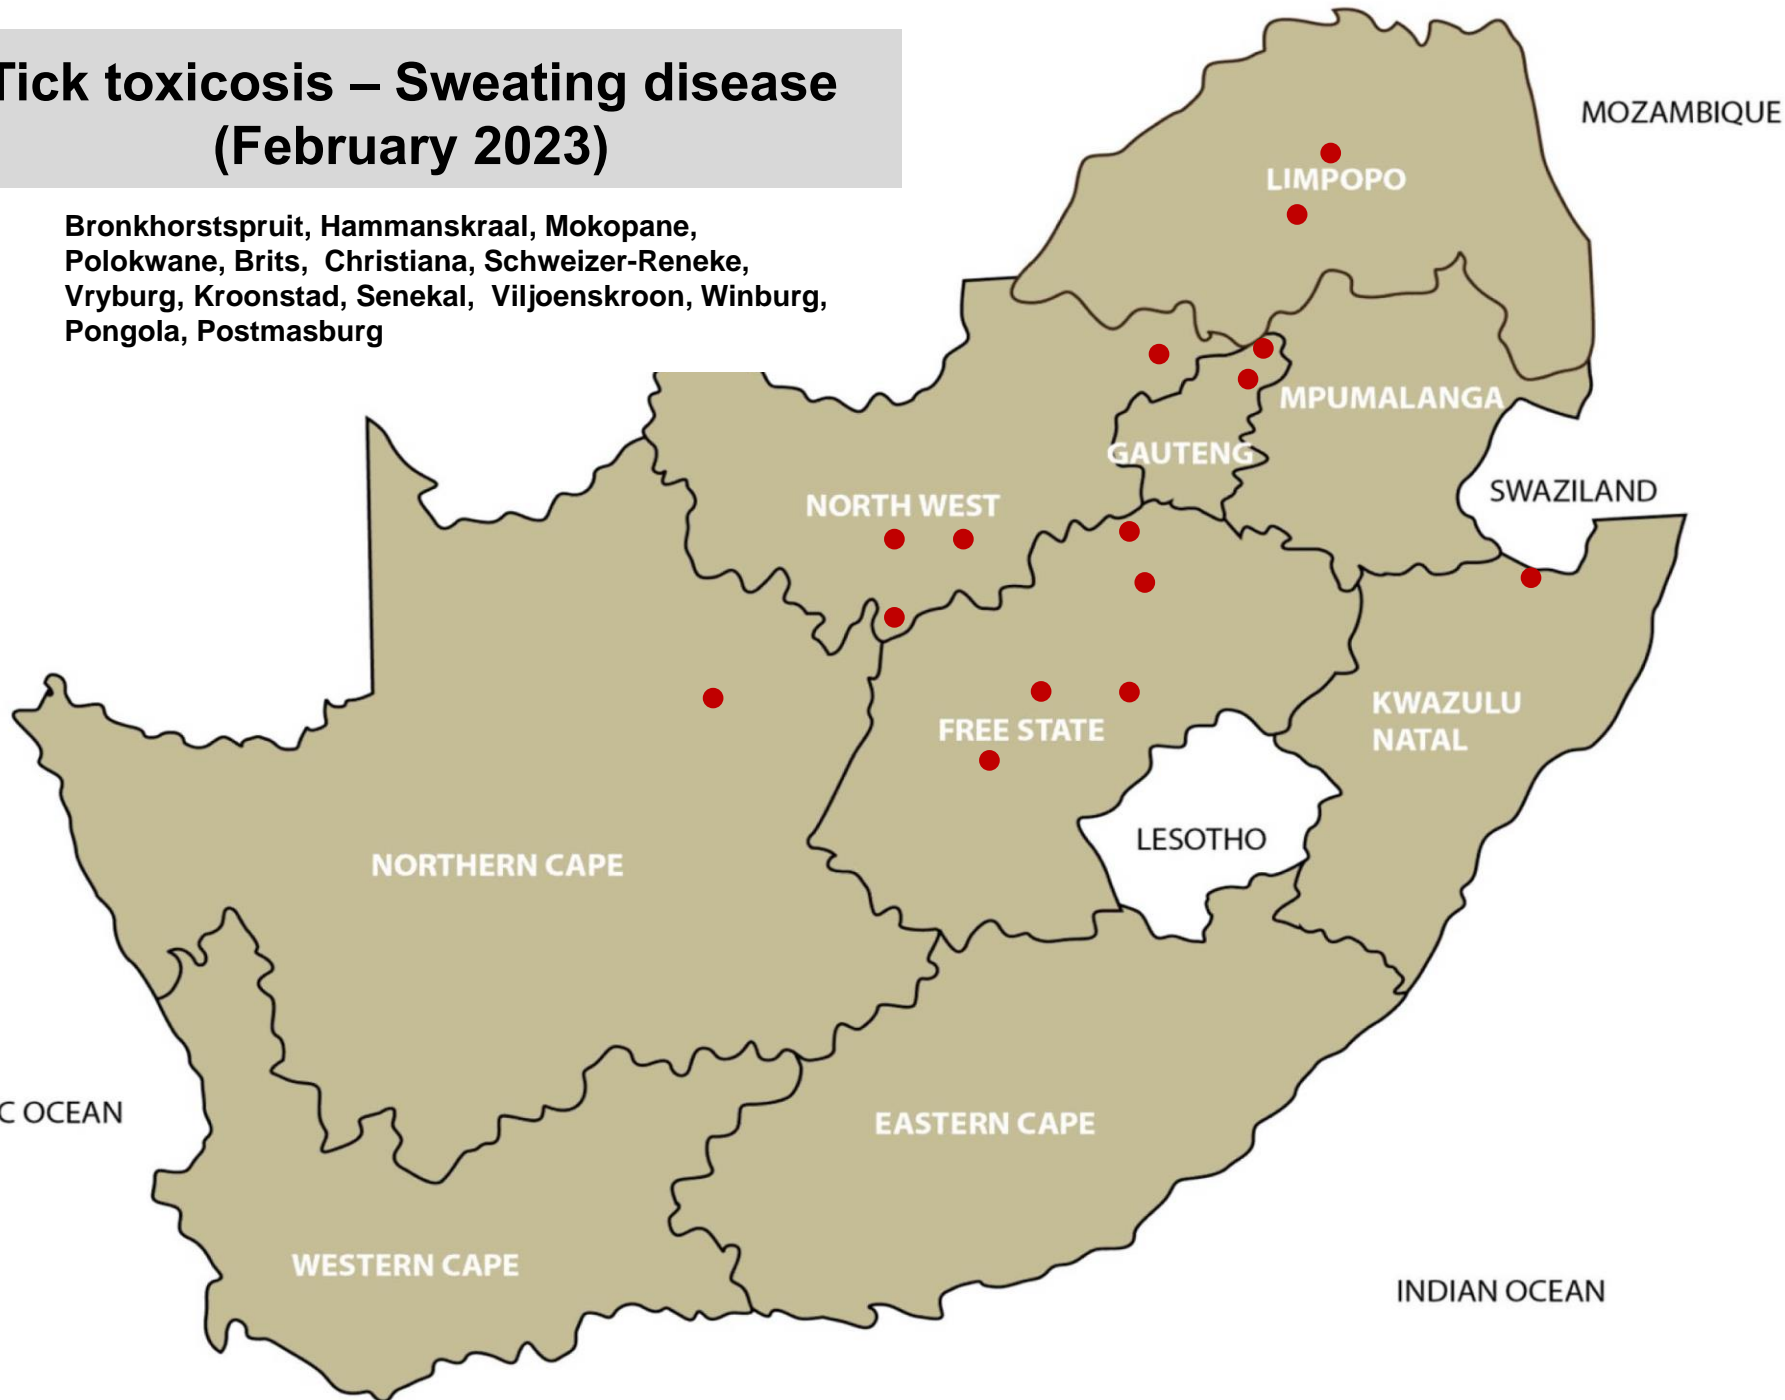 Tick toxicosis – Sweating disease
(February 2023)
Bronkhorstspruit, Hammanskraal, Mokopane,
Polokwane, Brits,  Christiana, Schweizer-Reneke,
Vryburg, Kroonstad, Senekal,  Viljoenskroon, Winburg,
Pongola, Postmasburg
MOZAMBIQUE
LIMPOPO
MPUMALANGA
GAUTENG
SWAZILAND
NORTH WEST
KWAZULU
NATAL
FREE STATE
LESOTHO
NORTHERN CAPE
C OCEAN
EASTERN CAPE
WESTERN CAPE
INDIAN OCEAN